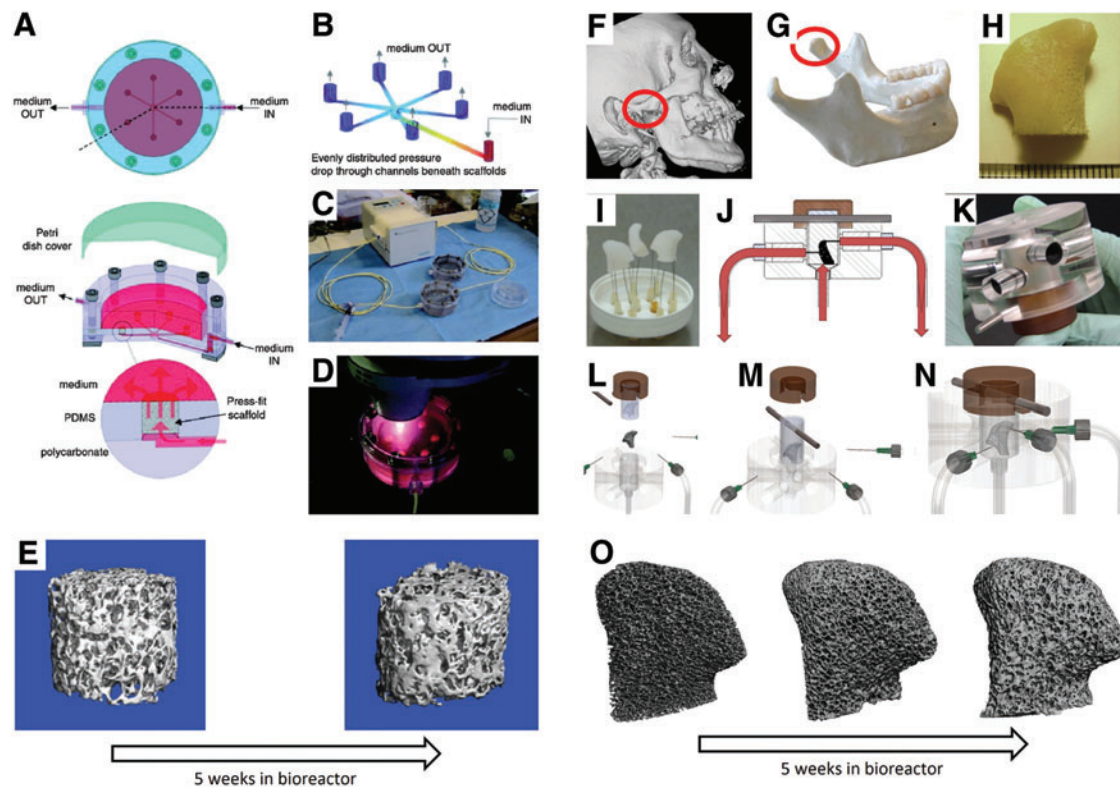 A
medium
OUT
medium
IN
Petri
dish cover
medium
OUT
medium
IN
medium
PDMS
Press-fit
scaffold
polycarbonate
B
medium OUT
medium
IN
Evenly distributed pressure
drop through channels beneath scaffolds
C
D
E
5 weeks in bioreactor
F
G
H
I
J
K
L
M
N
O
5 weeks in bioreactor